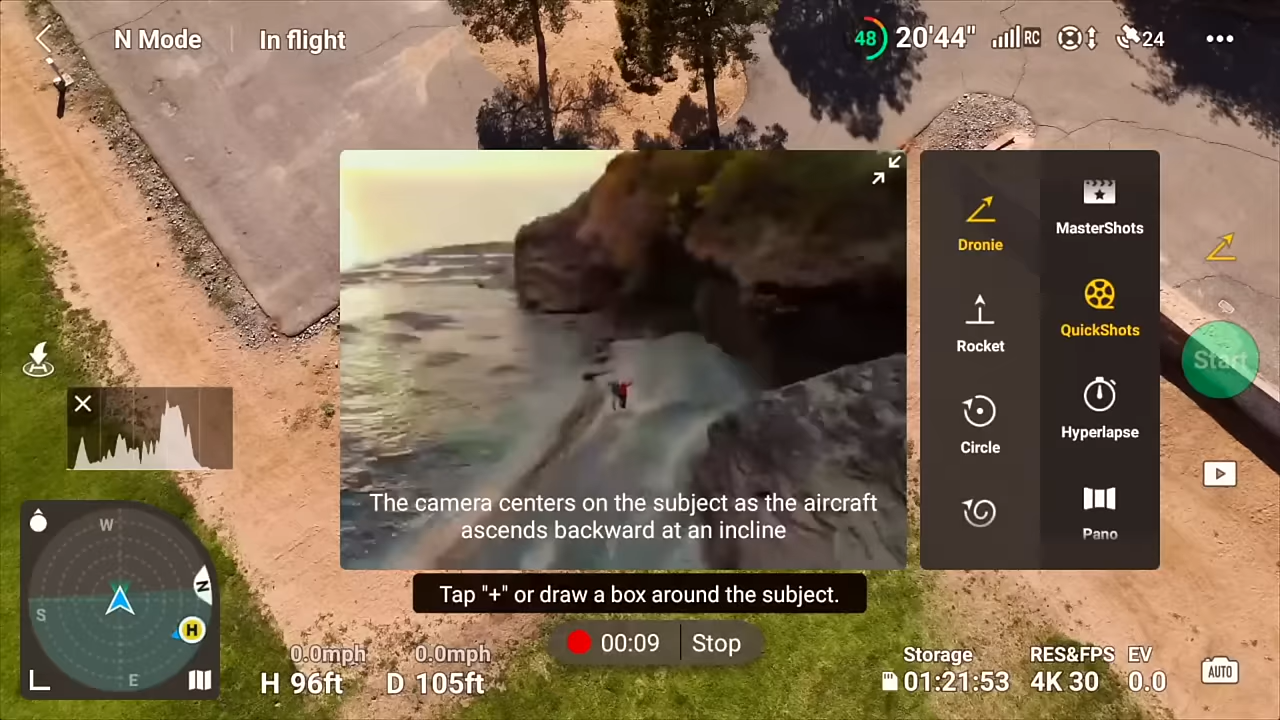 N Mode
In flight
48
20'44"
RC
24
Dronie
Rocket
Circle
MasterShots
QuickShots
Hyperlapse
Pano
Start
The camera centers on the subject as the aircraft
ascends backward at an incline
Tap "+" or draw a box around the subject.
00:09
Stop
W
N
S
H
E
0.0mph
0.0mph
H 96ft
D 105ft
Storage
01:21:53
RES&FPS
4K 30
EV
0.0
AUTO